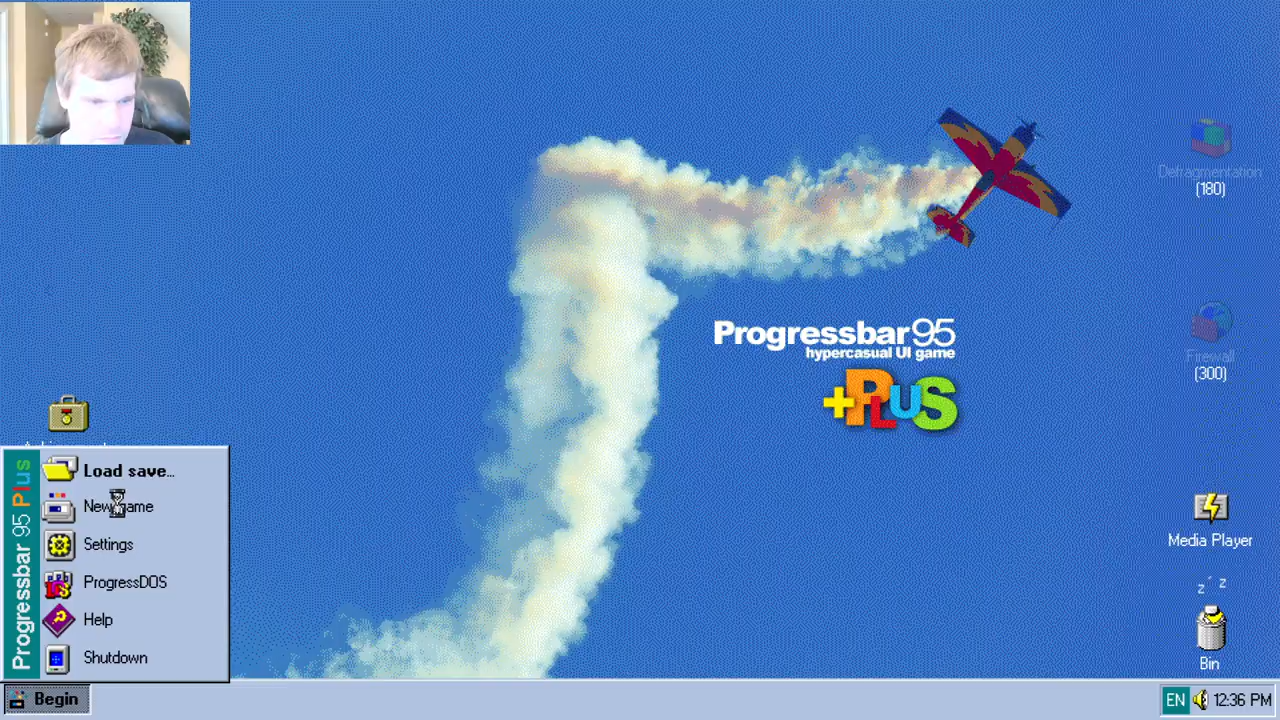 Defragmentation
(180)
Progressbar95
hypercasual UI game
+PLUS
Firewall
(300)
Load save...
New game
Settings
ProgressDOS
Help
Shutdown
Progressbar 95 Plus
Media Player
z z
Bin
Begin
EN
12:36 PM